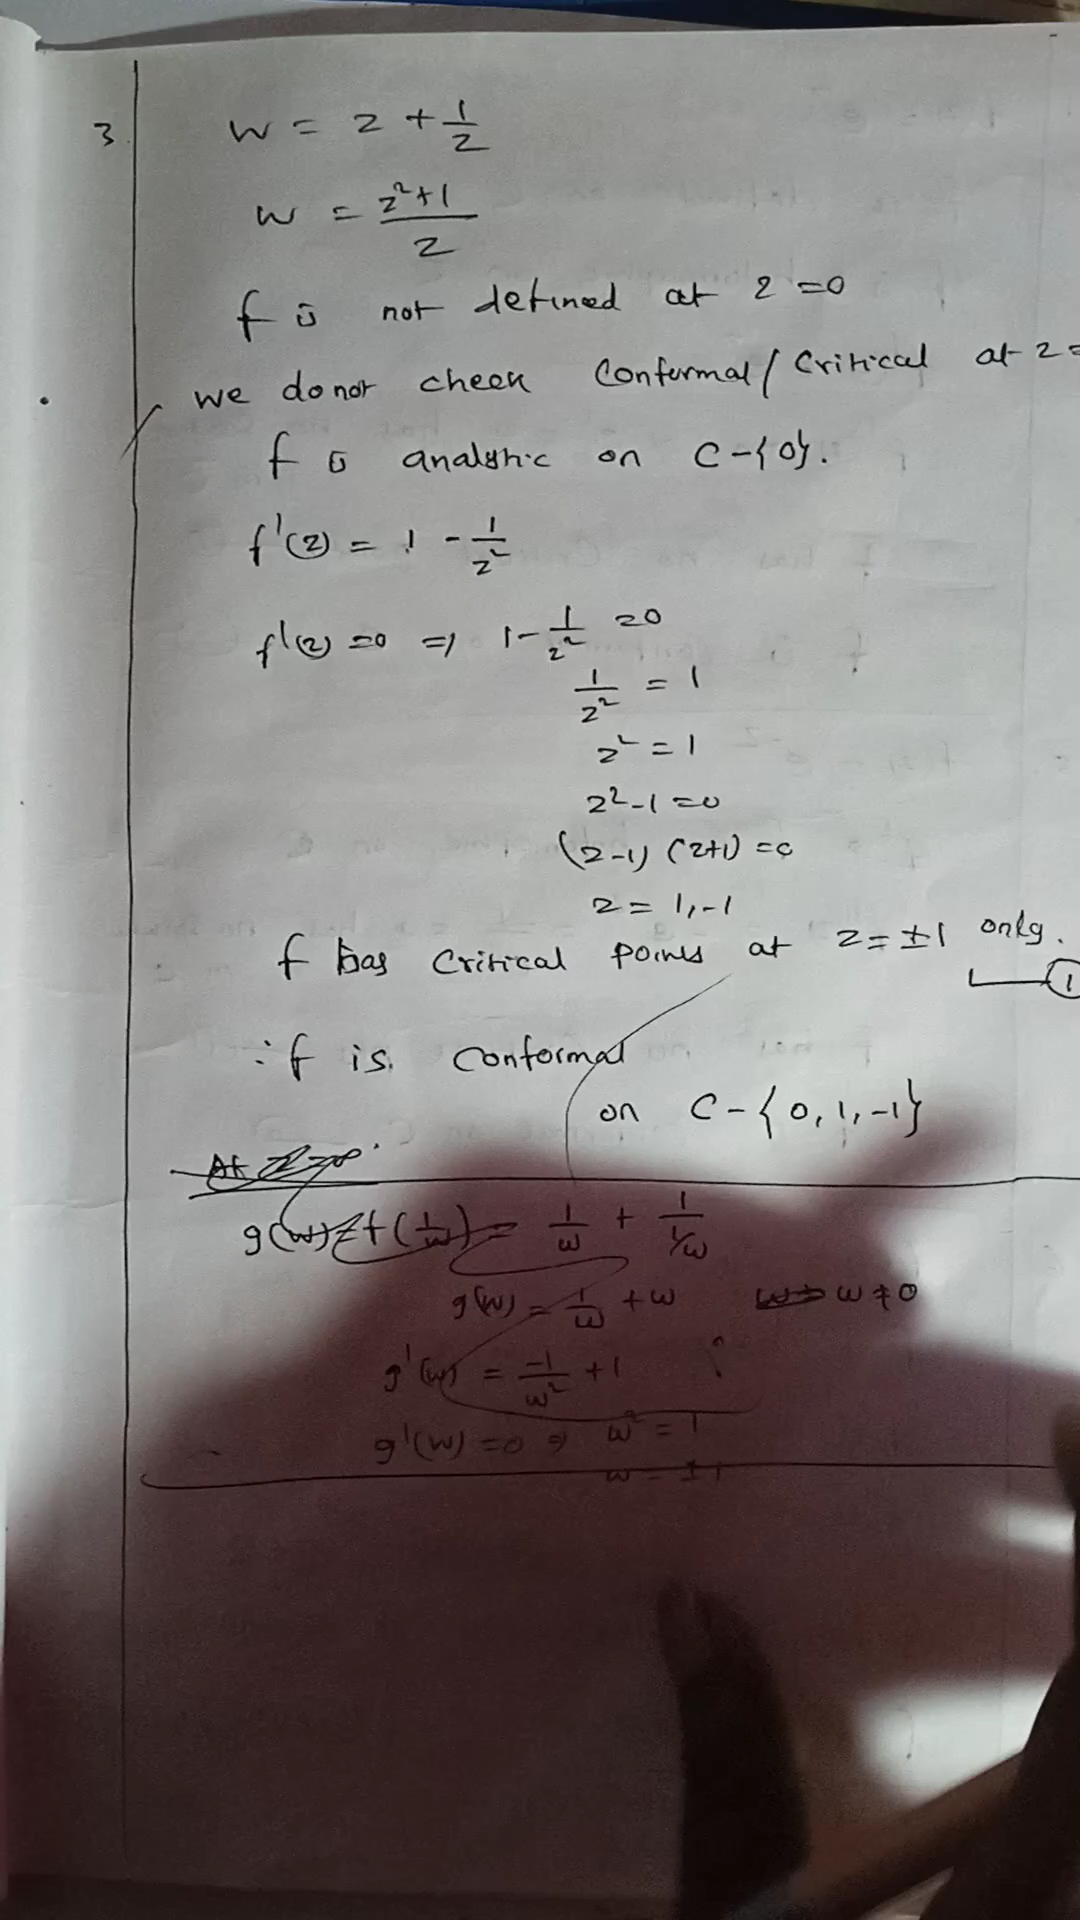 3.
w = z + 1/z
w = z²+1/z
f is not defined at z=0
we do not check Conformal/Critical at z=
f is analytic on C-{0}.
f'(z) = 1 - 1/z²
f'(z) =0 ⇒ 1 - 1/z² =0
1/z² = 1
z² = 1
z²-1 =0
(z-1) (z+1) =0
z = 1,-1
f has Critical points at z=±1 only.
1
∴ f is Conformal
on C-{0,1,-1}
At z=∞
g(w)=f(1/w) = 1/w + 1/1/w
g(w) = 1/w + w w≠0
g'(w) = -1/w² +1
g'(w) =0 ⇒ w² = 1
w = ±1